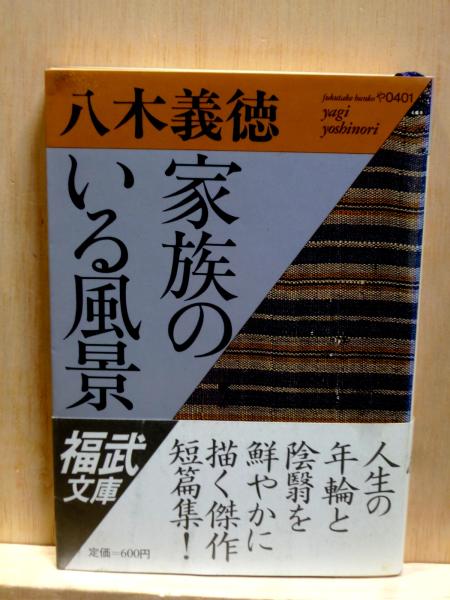 八木義徳
fukutake bunko や0401
yagi
yoshinori
家族の
いる風景
人生の
年輪と
陰翳を
鮮やかに
描く傑作
短篇集!
福武
文庫
定価=600円